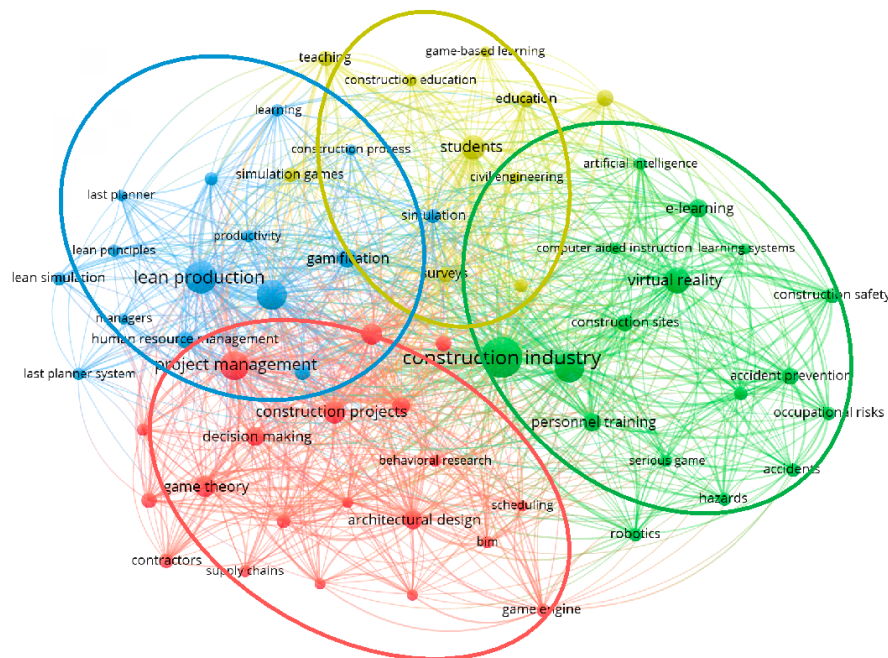 game-based learning
teaching
construction education
education
learning
students
construction process
artificial intelligence
simulation games
civil engineering
last planner
e-learning
simulation
productivity
lean principles
computer aided instruction
learning systems
gamification
lean production
surveys
lean simulation
virtual reality
construction safety
managers
construction sites
human resource management
construction industry
project management
last planner system
accident prevention
construction projects
occupational risks
personnel training
decision making
behavioral research
serious game
accidents
game theory
hazards
scheduling
architectural design
robotics
bim
contractors
supply chains
game engine